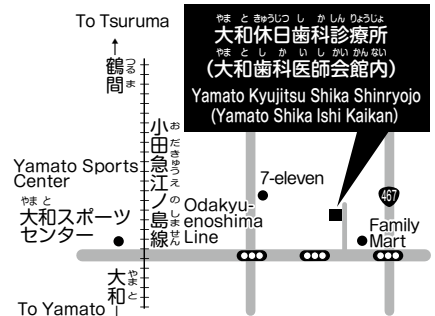 To Tsuruma
鶴間
つるま
やまときゅうじつしかしんりょうじょ
大和休日歯科診療所
やまとしかいしかいかんない
(大和歯科医師会館内)
Yamato Kyujitsu Shika Shinryojo
(Yamato Shika Ishi Kaikan)
小田急江ノ島線
おだきゅうえのしません
Odakyu-
enoshima
Line
Yamato Sports
Center
やまと
大和スポーツ
センター
7-eleven
467
Family
Mart
大和
やまと
To Yamato